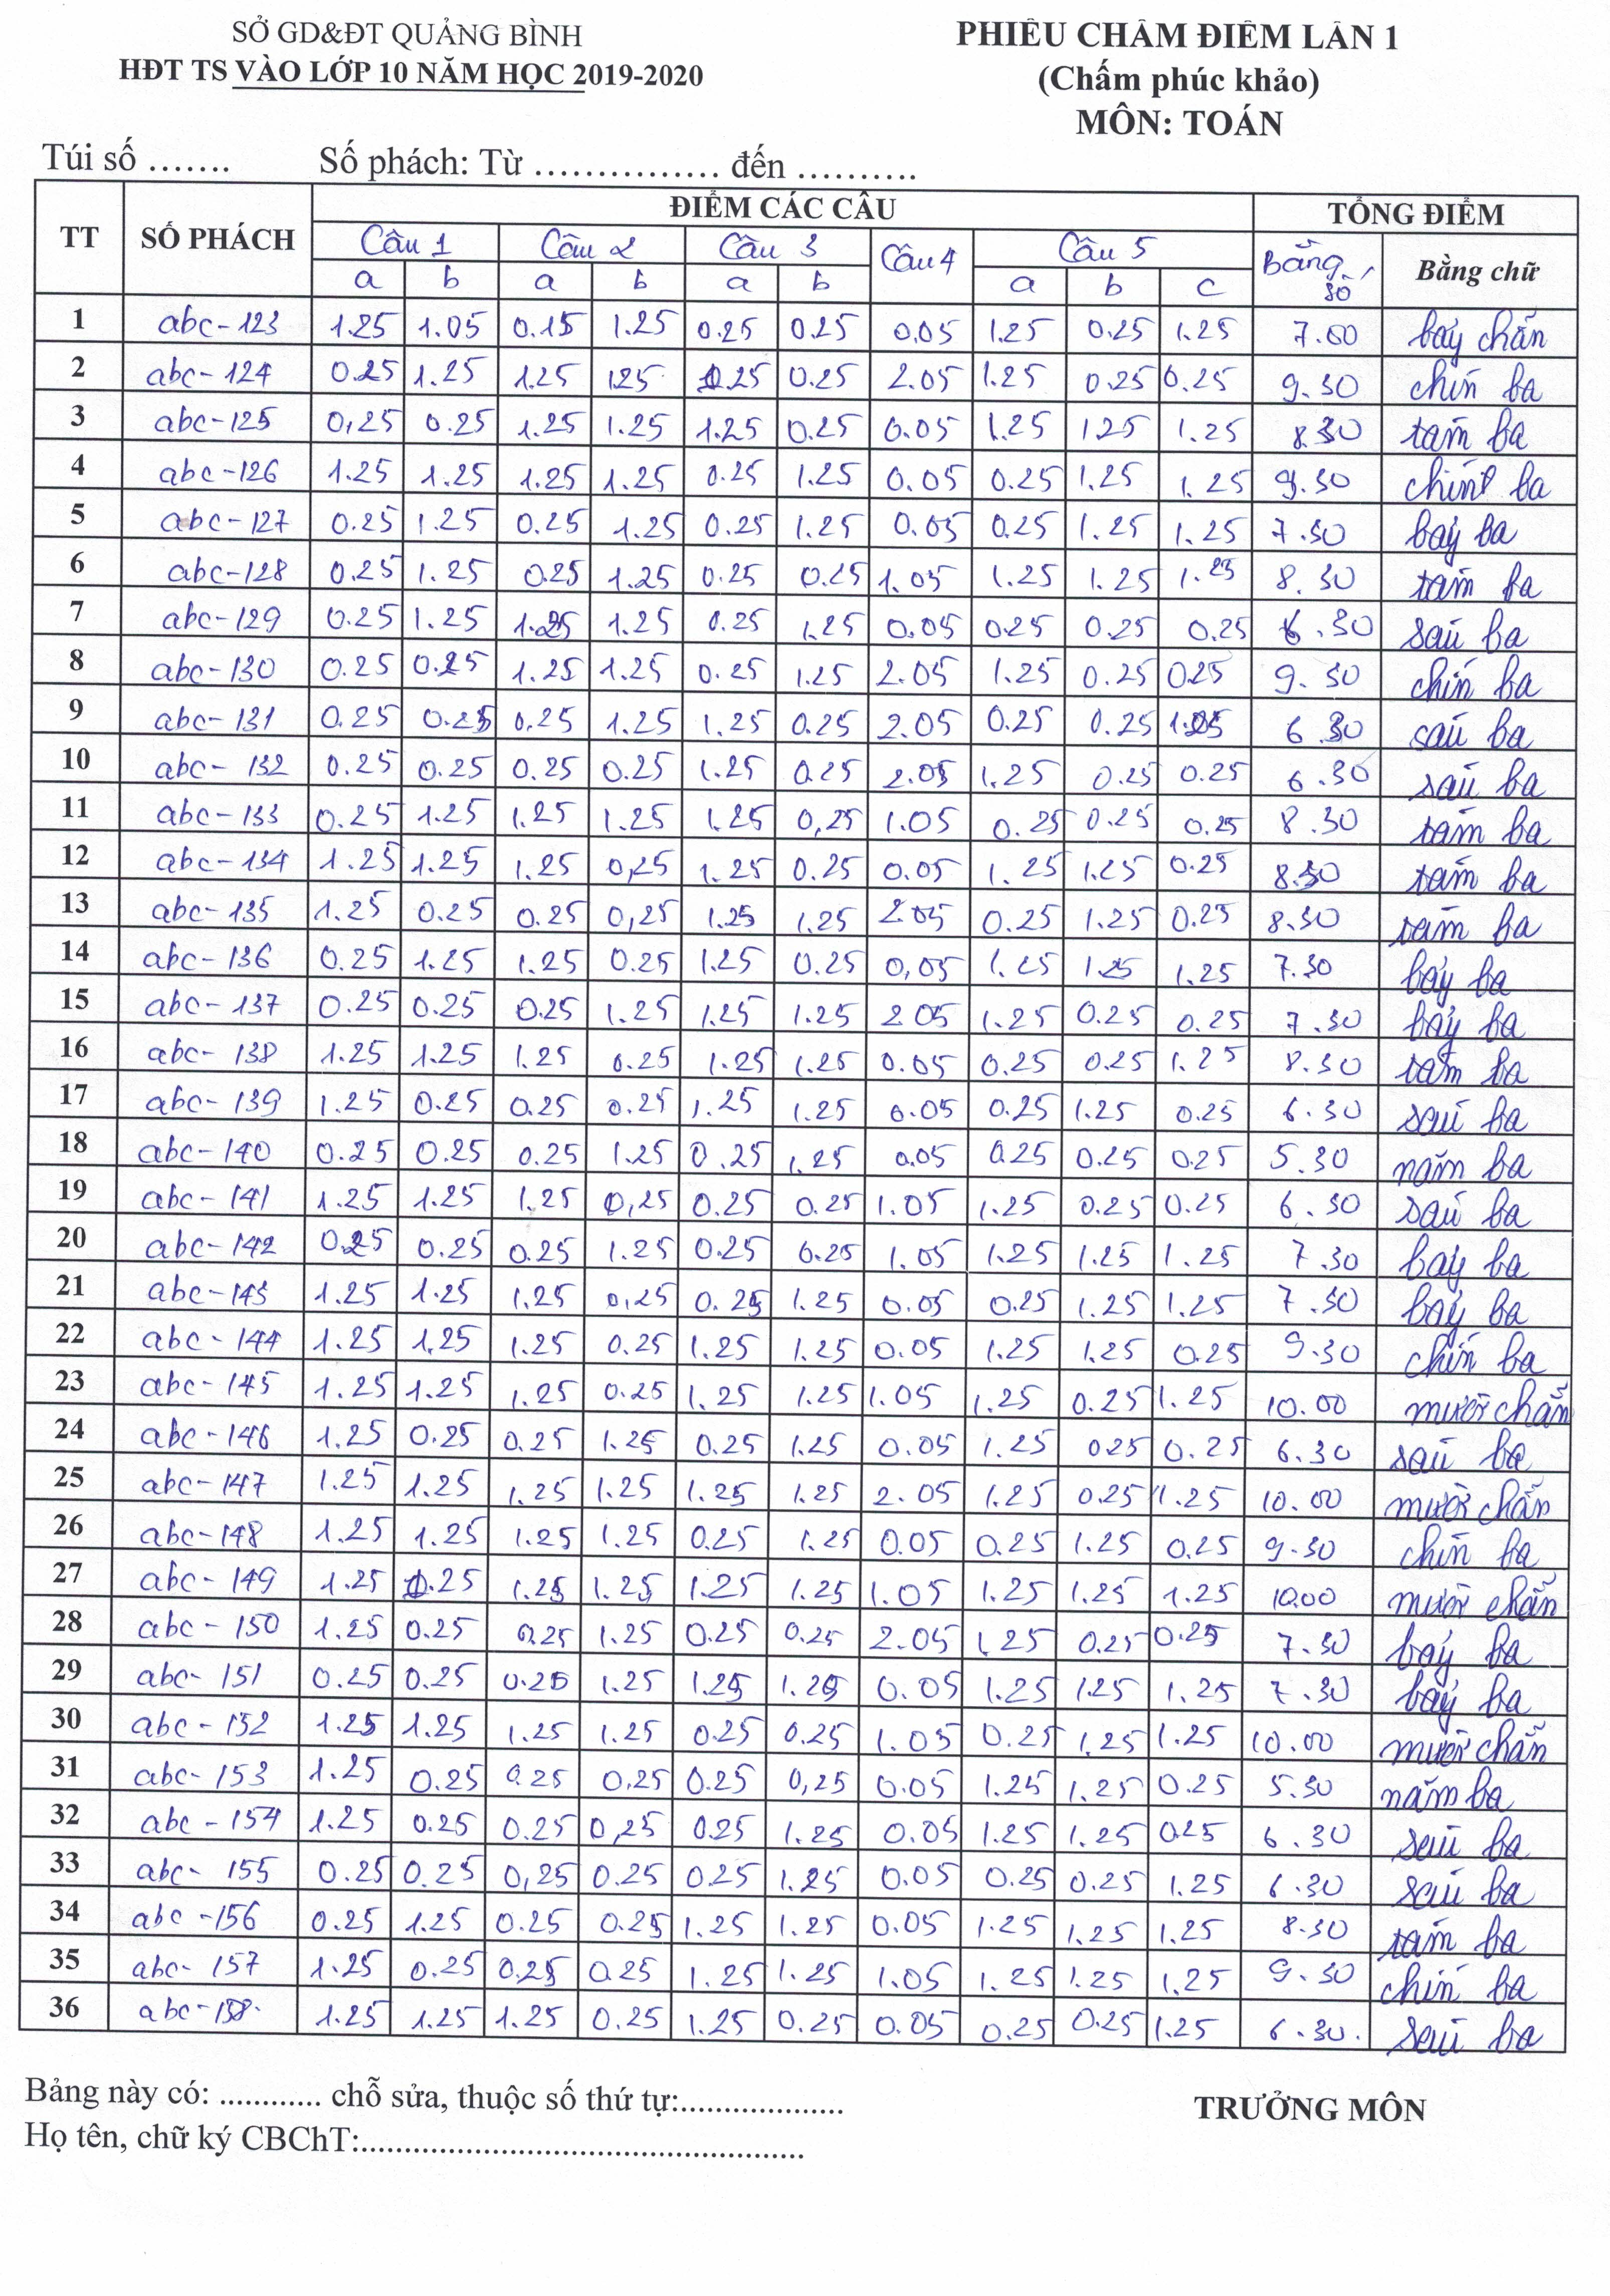 SỞ GD&ĐT QUẢNG BÌNH
HĐT TS VÀO LỚP 10 NĂM HỌC 2019-2020
PHIẾU CHẤM ĐIỂM LẦN 1
(Chấm phúc khảo)
MÔN: TOÁN
Túi số ....... Số phách: Từ ................ đến ..........
TT SỐ PHÁCH ĐIỂM CÁC CÂU TỔNG ĐIỂM
Câu 1 Câu 2 Câu 3 Câu 4 Câu 5 Bằng số Bằng chữ
a b a b a b a b c
1 abc-123 1.25 1.05 0.15 1.25 0.25 0.25 0.05 1.25 0.25 1.25 7.00 bảy chẵn
2 abc-124 0.25 1.25 1.25 125 0.25 0.25 2.05 1.25 0.25 0.25 9.30 chín ba
3 abc-125 0,25 0.25 1.25 1.25 1.25 0.25 0.05 1.25 125 1.25 8.30 tám ba
4 abc-126 1.25 1.25 1.25 1.25 0.25 1.25 0.05 0.25 1.25 1.25 9.30 chín ba
5 abc-127 0.25 1.25 0.25 1.25 0.25 1.25 0.05 0.25 1.25 1.25 7.30 bảy ba
6 abc-128 0.25 1.25 0.25 1.25 0.25 0.25 1.05 1.25 1.25 1.25 8.30 tám ba
7 abc-129 0.25 1.25 1.25 1.25 0.25 1.25 0.05 0.25 0.25 0.25 6.30 sáu ba
8 abc-130 0.25 0.25 1.25 1.25 0.25 1.25 2.05 1.25 0.25 0.25 9.30 chín ba
9 abc-131 0.25 0.25 0.25 1.25 1.25 0.25 2.05 0.25 0.25 6.30 sáu ba
10 abc-132 0.25 0.25 0.25 0.25 1.25 0.25 2.05 1.25 0.25 0.25 6.30 sáu ba
11 abc-133 0.25 1.25 1.25 1.25 1.25 0,25 1.05 0.25 0.25 0.25 8.30 tám ba
12 abc-134 1.25 1.25 1.25 0,25 1.25 0.25 0.05 1.25 1.25 0.25 8.30 tám ba
13 abc-135 1.25 0.25 0.25 0,25 1.25 1.25 2.05 0.25 1.25 0.25 8.30 tám ba
14 abc-136 0.25 1.25 1.25 0.25 1.25 0.25 0,05 1.25 1.25 1.25 7.30 bảy ba
15 abc-137 0.25 0.25 0.25 1.25 1.25 1.25 2.05 1.25 0.25 0.25 7.30 bảy ba
16 abc-138 1.25 1.25 1.25 0.25 1.25 1.25 0.05 0.25 0.25 1.25 8.30 tám ba
17 abc-139 1.25 0.25 0.25 0.25 1.25 1.25 0.05 0.25 1.25 0.25 6.30 sáu ba
18 abc-140 0.25 0.25 0.25 1.25 0.25 1.25 0.05 0.25 0.25 0.25 5.30 năm ba
19 abc-141 1.25 1.25 1.25 0,25 0.25 0.25 1.05 1.25 0.25 0.25 6.30 sáu ba
20 abc-142 0.25 0.25 0.25 1.25 0.25 0.25 1.05 1.25 1.25 1.25 7.30 bảy ba
21 abc-143 1.25 1.25 1.25 0,25 0.25 1.25 0.05 0.25 1.25 1.25 7.30 bảy ba
22 abc-144 1.25 1.25 1.25 0.25 1.25 1.25 0.05 1.25 1.25 0.25 9.30 chín ba
23 abc-145 1.25 1.25 1.25 0.25 1.25 1.25 1.05 1.25 0.25 1.25 10.00 mười chẵn
24 abc-146 1.25 0.25 0.25 1.25 0.25 1.25 0.05 1.25 025 0.25 6.30 sáu ba
25 abc-147 1.25 1.25 1.25 1.25 1.25 1.25 2.05 1.25 0.25 1.25 10.00 mười chẵn
26 abc-148 1.25 1.25 1.25 1.25 0.25 1.25 0.05 0.25 1.25 0.25 9.30 chín ba
27 abc-149 1.25 0.25 1.25 1.25 1.25 1.25 1.05 1.25 1.25 1.25 10.00 mười chẵn
28 abc-150 1.25 0.25 0.25 1.25 0.25 0.25 2.05 1.25 0.25 0.25 7.30 bảy ba
29 abc-151 0.25 0.25 0.25 1.25 1.25 1.25 0.05 1.25 1.25 1.25 7.30 bảy ba
30 abc-152 1.25 1.25 1.25 1.25 0.25 0.25 1.05 0.25 1.25 1.25 10.00 mười chẵn
31 abc-153 1.25 0.25 0.25 0,25 0.25 0,25 0.05 1.25 1.25 0.25 5.30 năm ba
32 abc-154 1.25 0.25 0.25 0,25 0.25 1.25 0.05 1.25 1.25 0.25 6.30 sáu ba
33 abc-155 0.25 0.25 0,25 0.25 0.25 1.25 0.05 0.25 0.25 1.25 6.30 sáu ba
34 abc-156 0.25 1.25 0.25 0.25 1.25 1.25 0.05 1.25 1.25 1.25 8.30 tám ba
35 abc-157 1.25 0.25 0.25 0.25 1.25 1.25 1.05 1.25 1.25 1.25 9.30 chín ba
36 abc-158 1.25 1.25 1.25 0.25 1.25 0.25 0.05 0.25 0.25 1.25 6.30. sáu ba
Bảng này có: ............ chỗ sửa, thuộc số thứ tự:...................
TRƯỞNG MÔN
Họ tên, chữ ký CBChT:...................................................